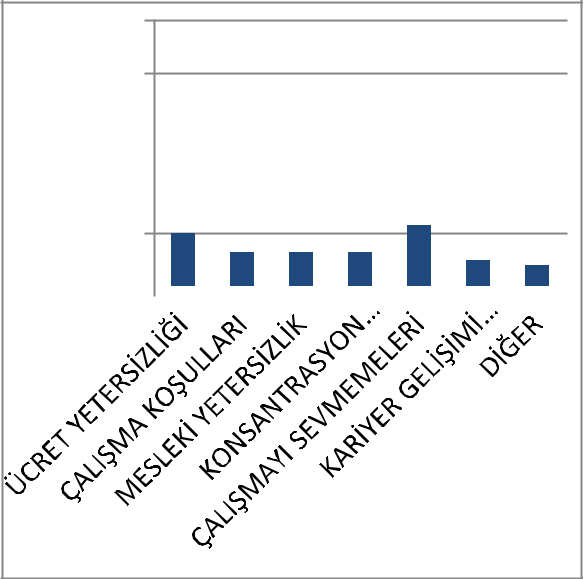 ÜCRET YETERSİZLİĞİ
ÇALIŞMA KOŞULLARI
MESLEKİ YETERSİZLİK
KONSANTRASYON...
ÇALIŞMAYI SEVMEMELERİ
KARİYER GELİŞİMİ...
DİĞER